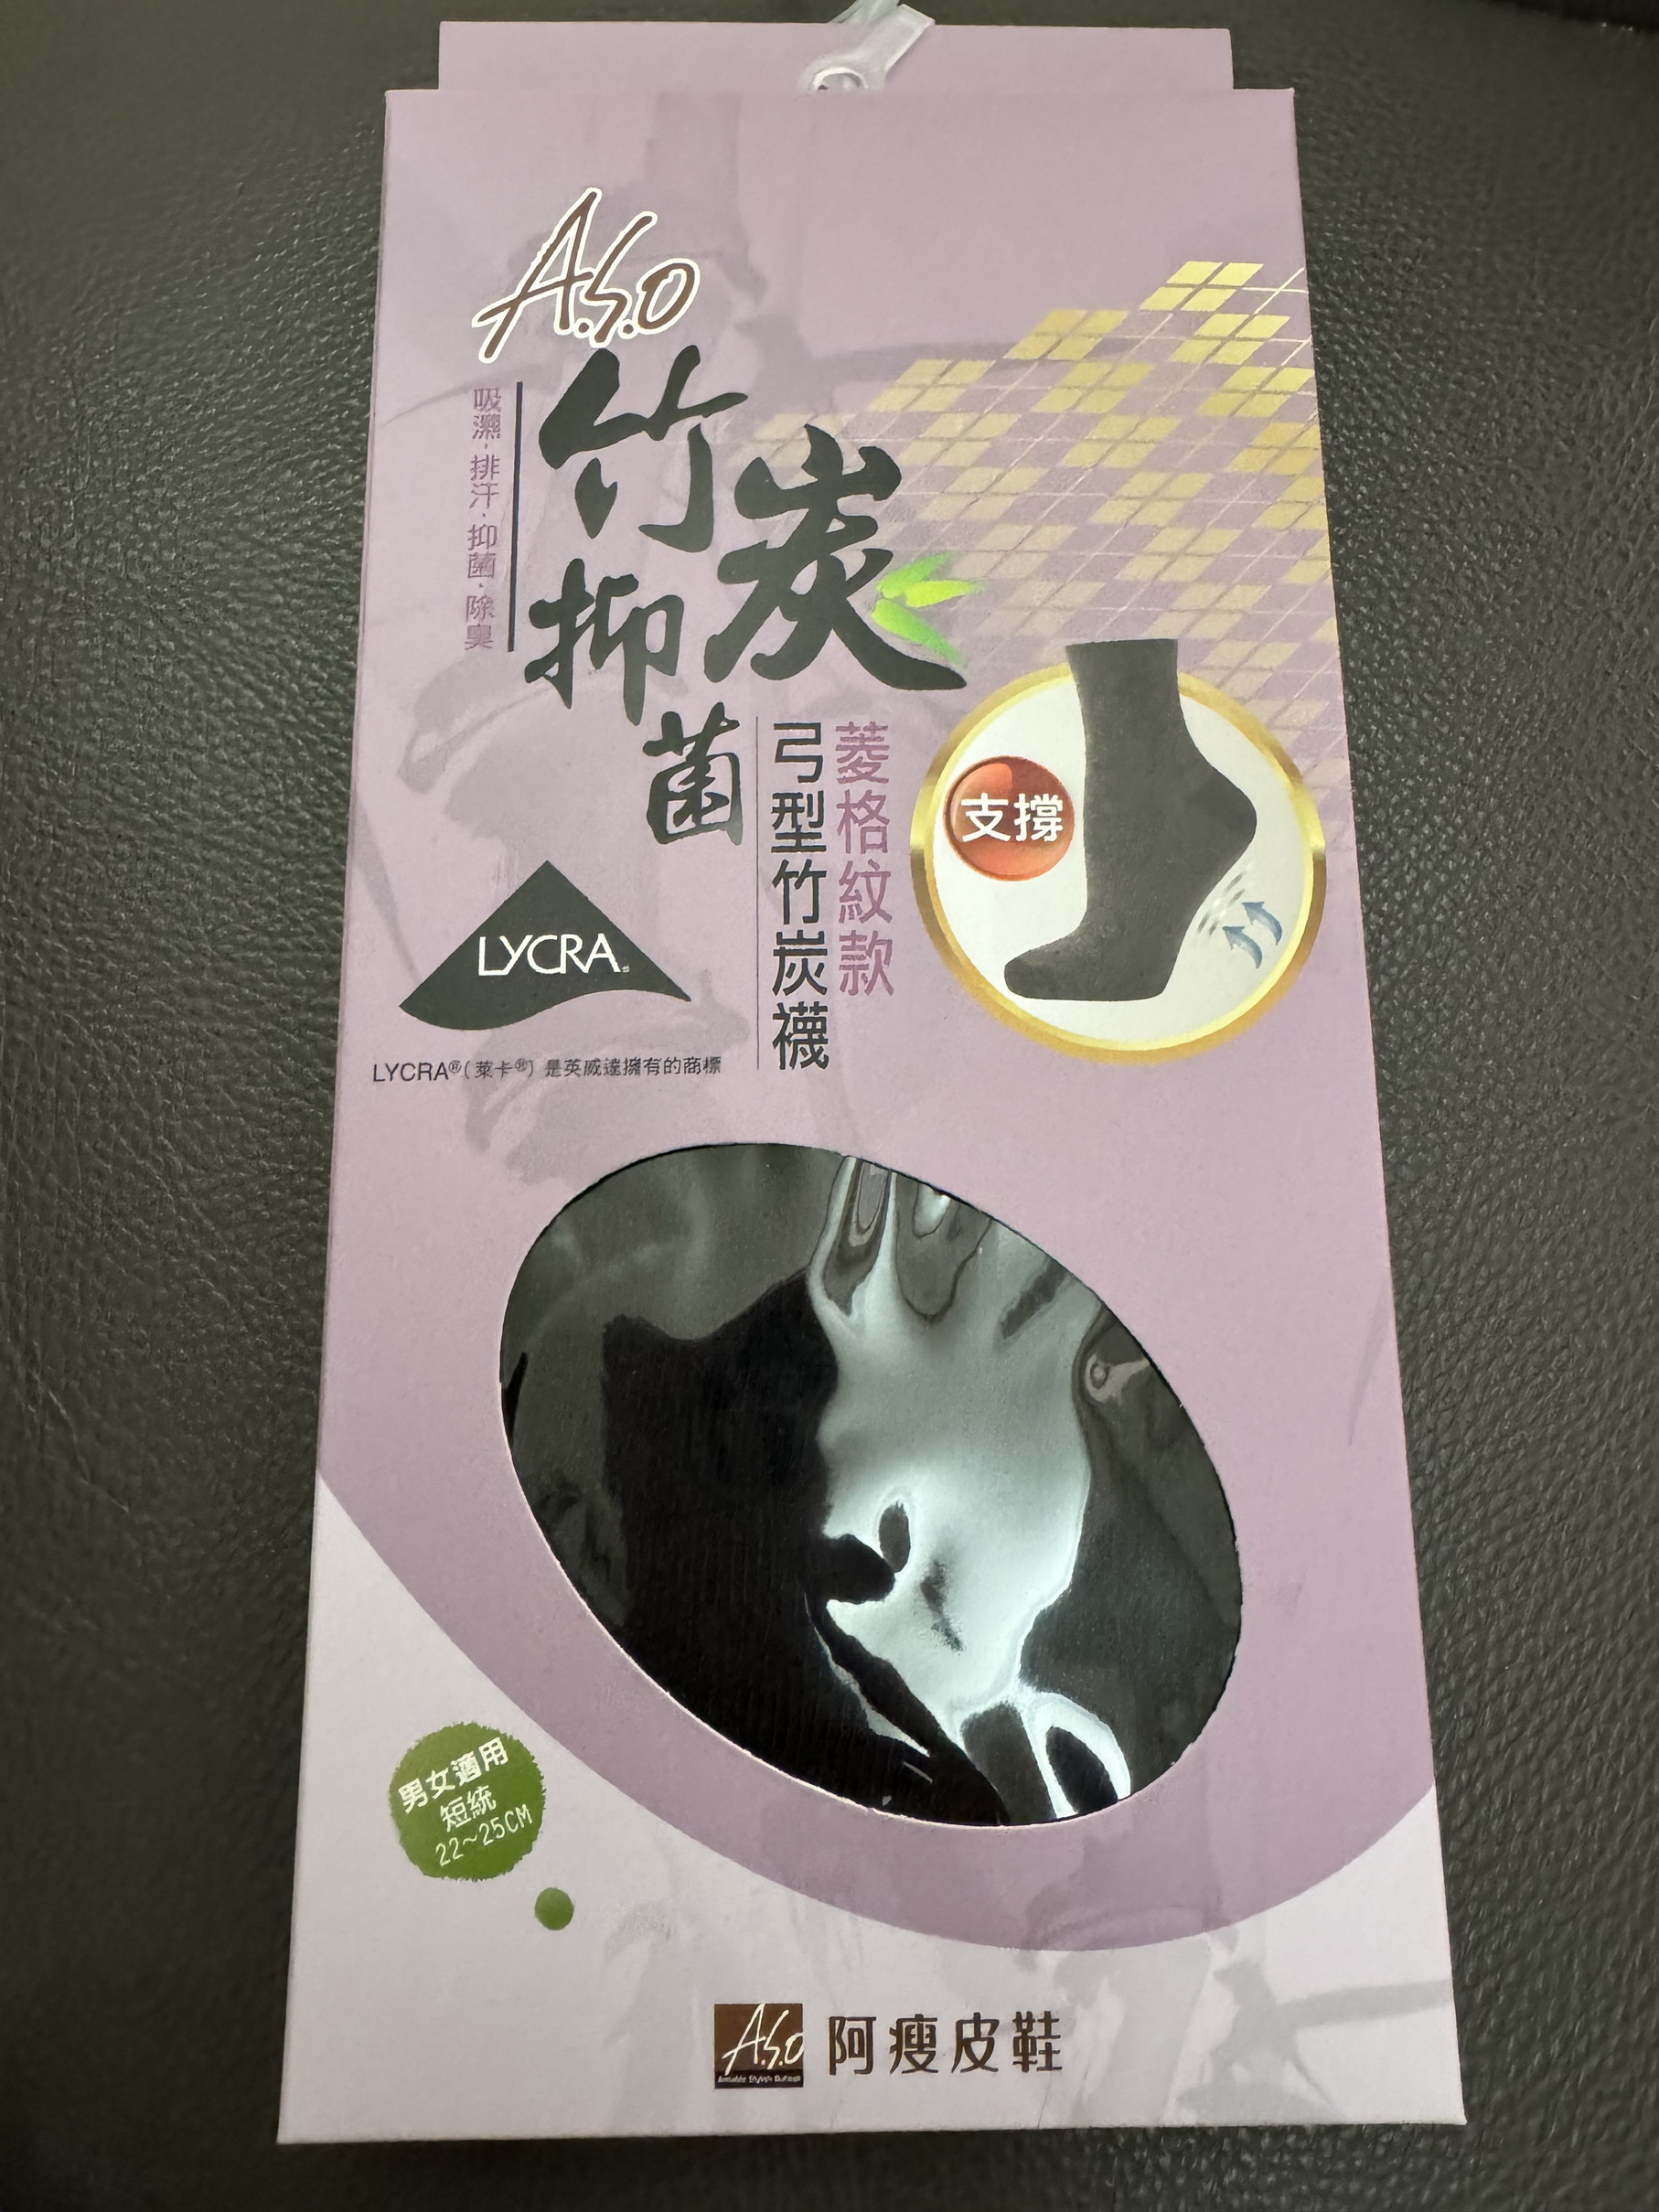 A.S.O
竹炭
抑菌
吸濕·排汗·抑菌·除臭
菱格紋款
弓型竹炭襪
支撐
LYCRA®
LYCRA®(萊卡®) 是英威達擁有的商標
男女適用
短統
22~25CM
A.S.O 阿瘦皮鞋